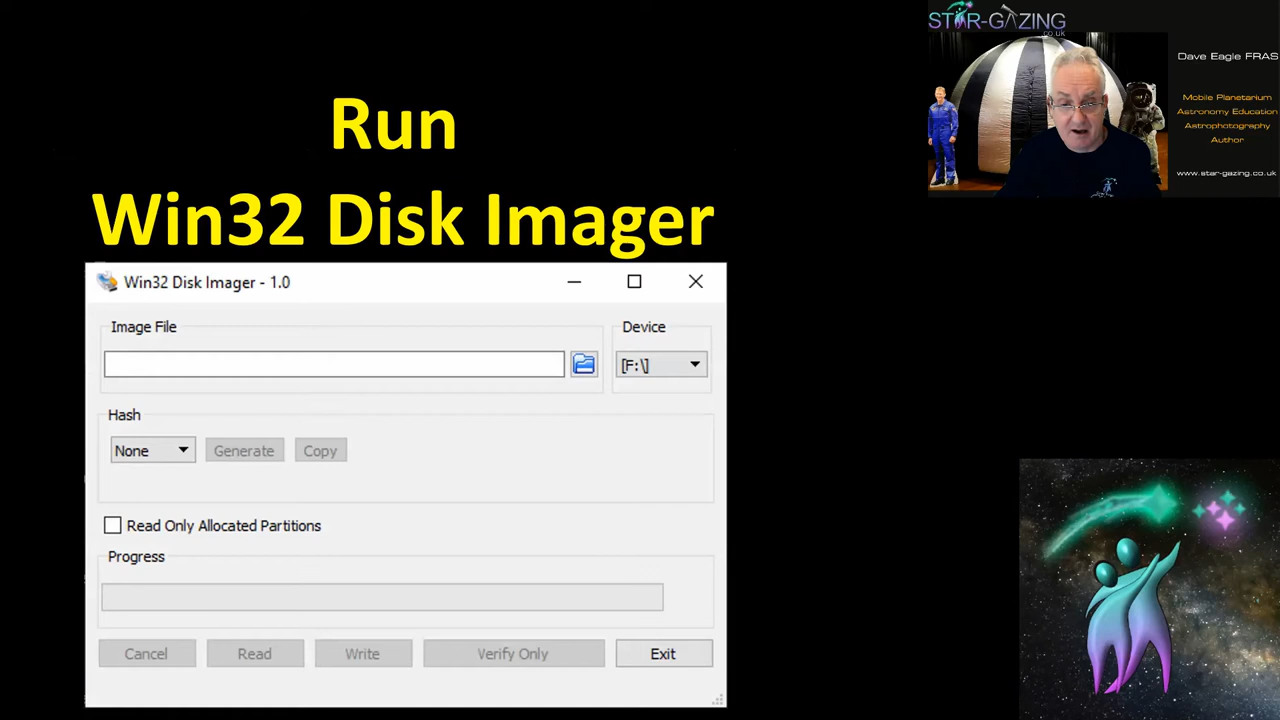 Run
Win32 Disk Imager
Win32 Disk Imager - 1.0
Image File
Device
[F:\]
Hash
None
Generate
Copy
Read Only Allocated Partitions
Progress
Cancel
Read
Write
Verify Only
Exit
STAR-GAZING
.co.uk
Dave Eagle FRAS
Mobile Planetarium
Astronomy Education
Astrophotography
Author
www.star-gazing.co.uk